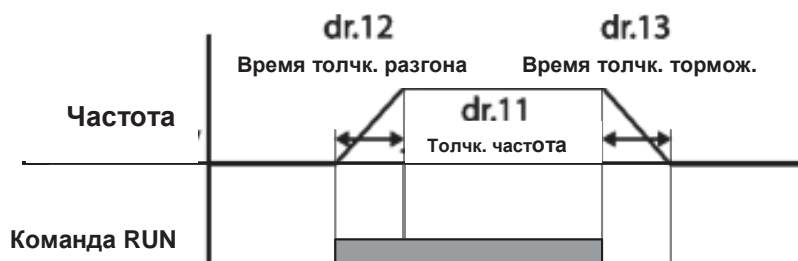 dr.12
dr.13
Время толчк. разгона
Время толчк. тормож.
Частота
dr.11
Толчк. частота
Команда RUN